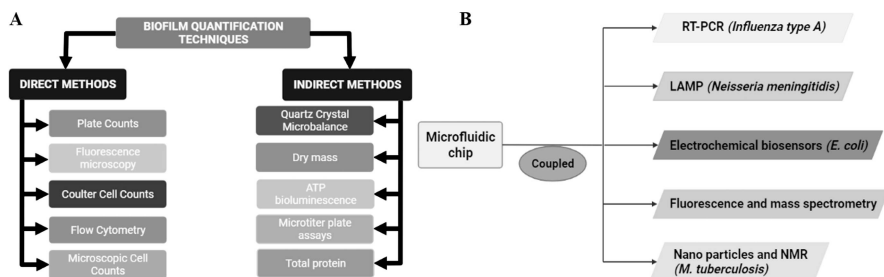 A
BIOFILM QUANTIFICATION
TECHNIQUES
DIRECT METHODS
Plate Counts
Fluorescence
microscopy
Coulter Cell Counts
Flow Cytometry
Microscopic Cell
Counts
INDIRECT METHODS
Quartz Crystal
Microbalance
Dry mass
ATP
bioluminescence
Microtiter plate
assays
Total protein
B
Microfluidic
chip
Coupled
RT-PCR (Influenza type A)
LAMP (Neisseria meningitidis)
Electrochemical biosensors (E. coli)
Fluorescence and mass spectrometry
Nano particles and NMR
(M. tuberculosis)